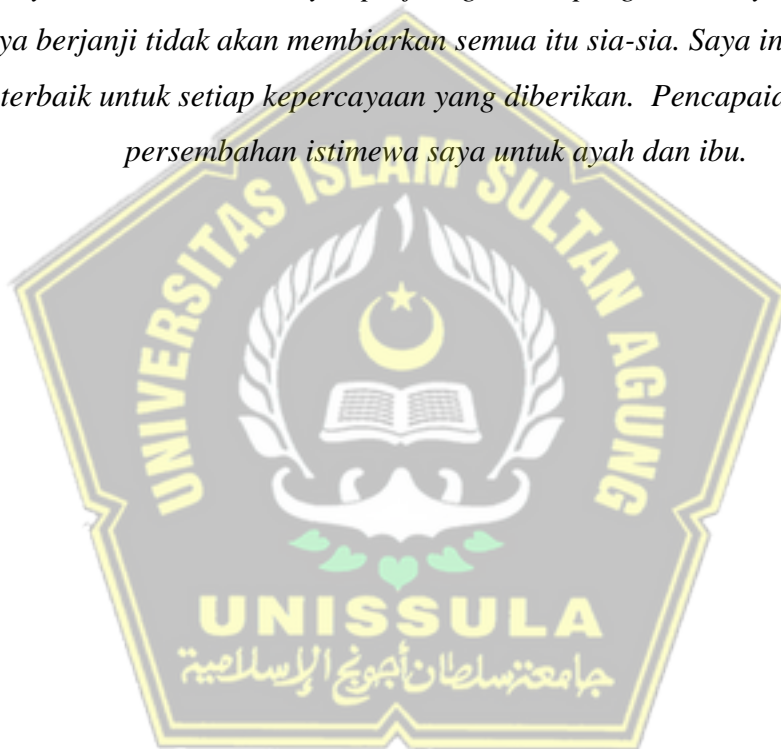 ya berjanji tidak akan membiarkan semua itu sia-sia. Saya in
terbaik untuk setiap kepercayaan yang diberikan. Pencapaia
persembahan istimewa saya untuk ayah dan ibu.
UNIVERSITAS ISLAM SULTAN AGUNG
UNISSULA
جامعة سلطان أجونج الإسلامية